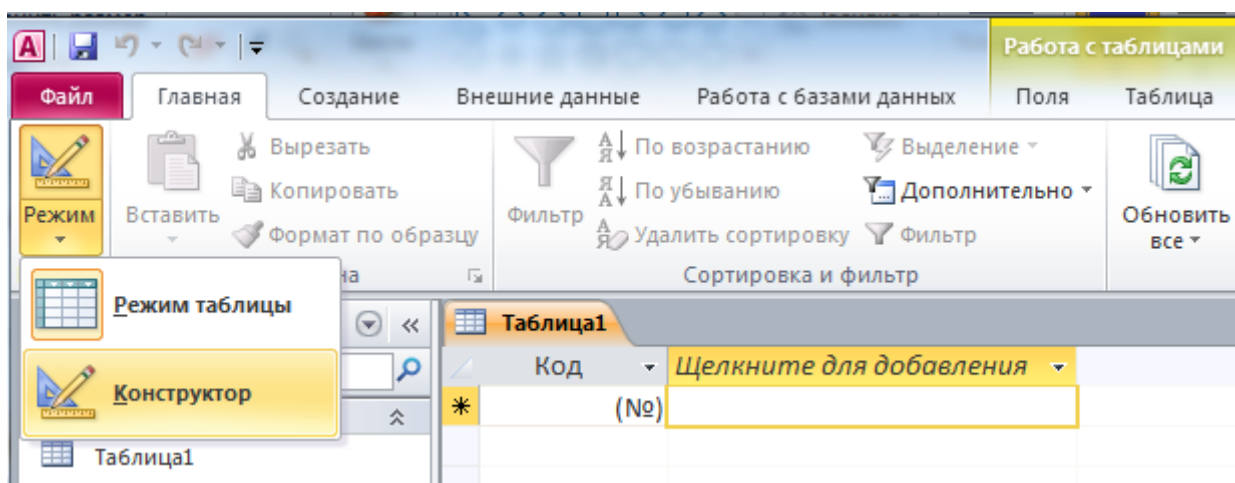 A
Работа с таблицами
Файл Главная Создание Внешние данные Работа с базами данных Поля Таблица
Режим
Вставить
Вырезать
Копировать
Формат по образцу
Фильтр
По возрастанию
По убыванию
Удалить сортировку
Выделение
Дополнительно
Фильтр
Сортировка и фильтр
Обновить
все
Режим таблицы
Конструктор
Таблица1
Таблица1
Код Щелкните для добавления
(№)